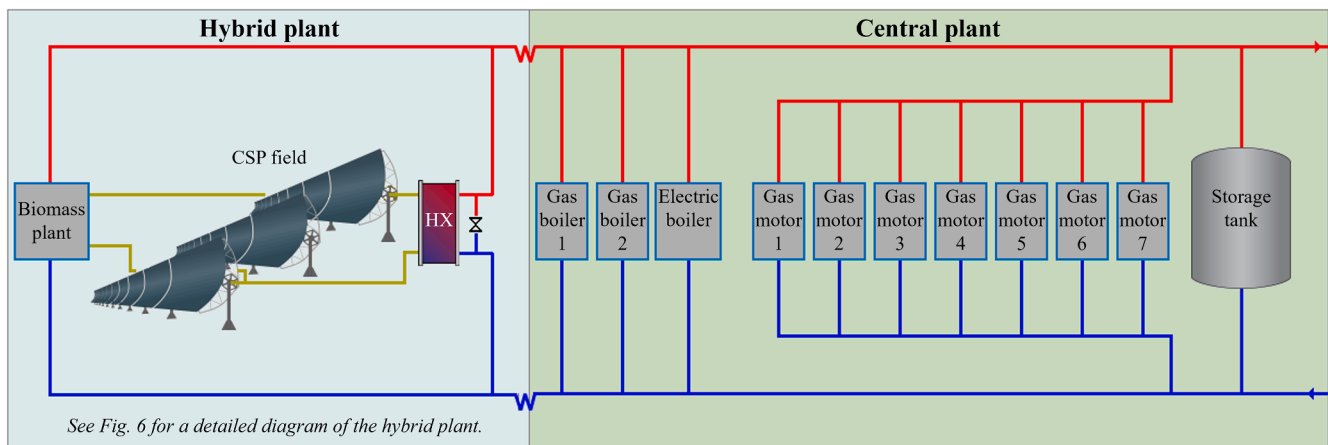 Hybrid plant
Central plant
CSP field
Biomass
plant
HX
Gas
boiler
1
Gas
boiler
2
Electric
boiler
Gas
motor
1
Gas
motor
2
Gas
motor
3
Gas
motor
4
Gas
motor
5
Gas
motor
6
Gas
motor
7
Storage
tank
See Fig. 6 for a detailed diagram of the hybrid plant.